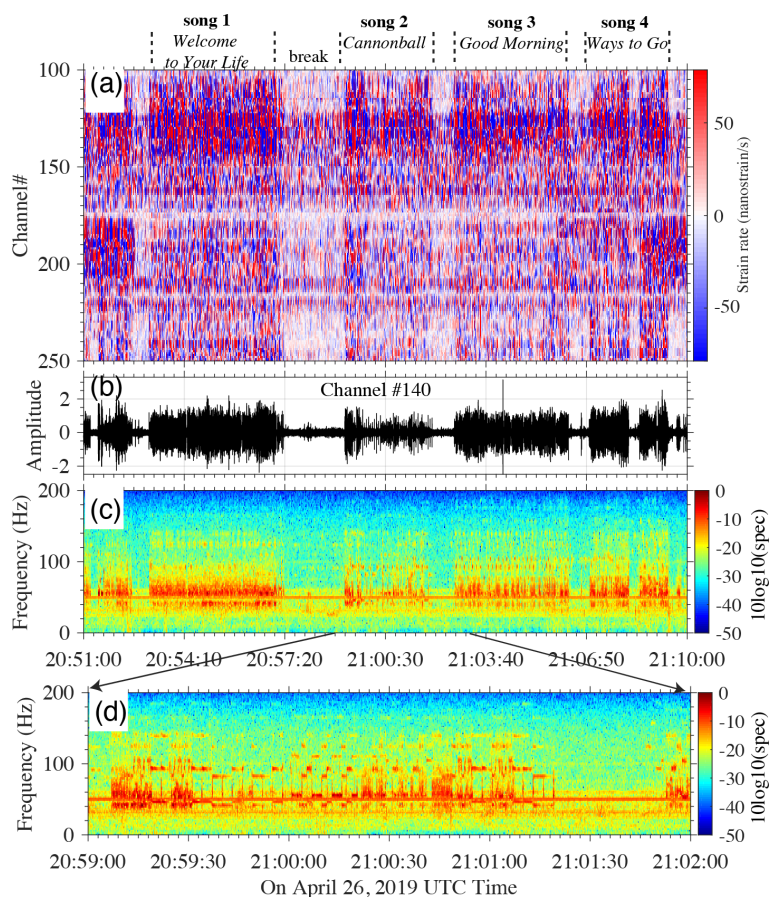 song 1 song 2 song 3 song 4
Welcome
to Your Life
break
Cannonball
Good Morning
Ways to Go
(a)
100
150
200
250
Channel#
50
0
-50
Strain rate (nanostrain/s)
(b)
Channel #140
2
0
-2
Amplitude
(c)
200
100
0
Frequency (Hz)
0
-10
-20
-30
-40
-50
10log10(spec)
20:51:00 20:54:10 20:57:20 21:00:30 21:03:40 21:06:50 21:10:00
(d)
200
100
0
Frequency (Hz)
0
-10
-20
-30
-40
-50
10log10(spec)
20:59:00 20:59:30 21:00:00 21:00:30 21:01:00 21:01:30 21:02:00
On April 26, 2019 UTC Time